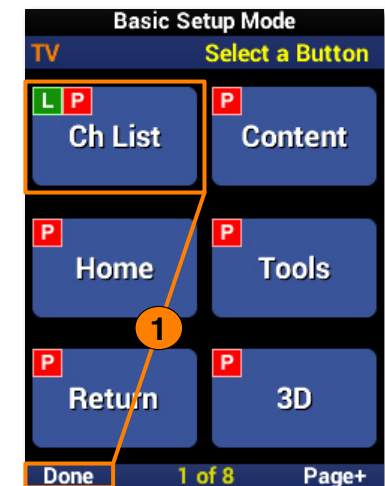 Basic Setup Mode
TV Select a Button
L P P
Ch List Content
P P
Home Tools
1
P P
Return 3D
Done 1 of 8 Page+